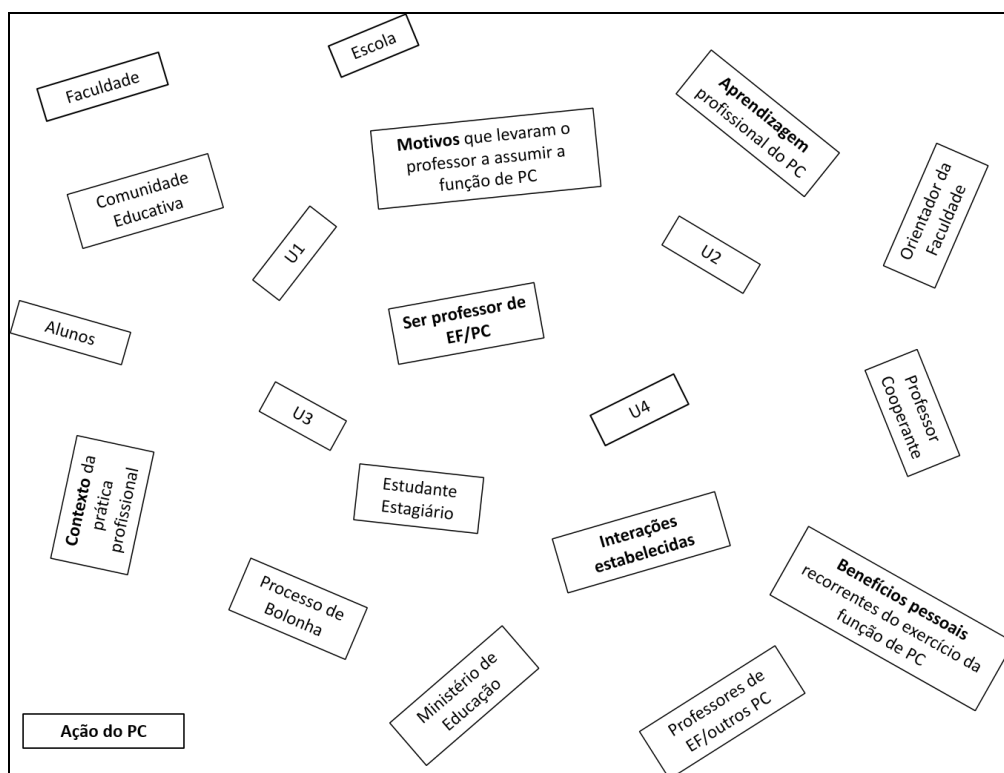 Escola
Faculdade
Aprendizagem
profissional do PC
Motivos que levaram o
professor a assumir a
função de PC
Comunidade
Educativa
Orientador da
Faculdade
U1
U2
Ser professor de
EF/PC
Alunos
Professor
Cooperante
U3
U4
Contexto da
prática
profissional
Estudante
Estagiário
Interações
estabelecidas
Benefícios pessoais
recorrentes do exercício da
função de PC
Processo de
Bolonha
Ministério de
Educação
Professores de
EF/outros PC
Ação do PC